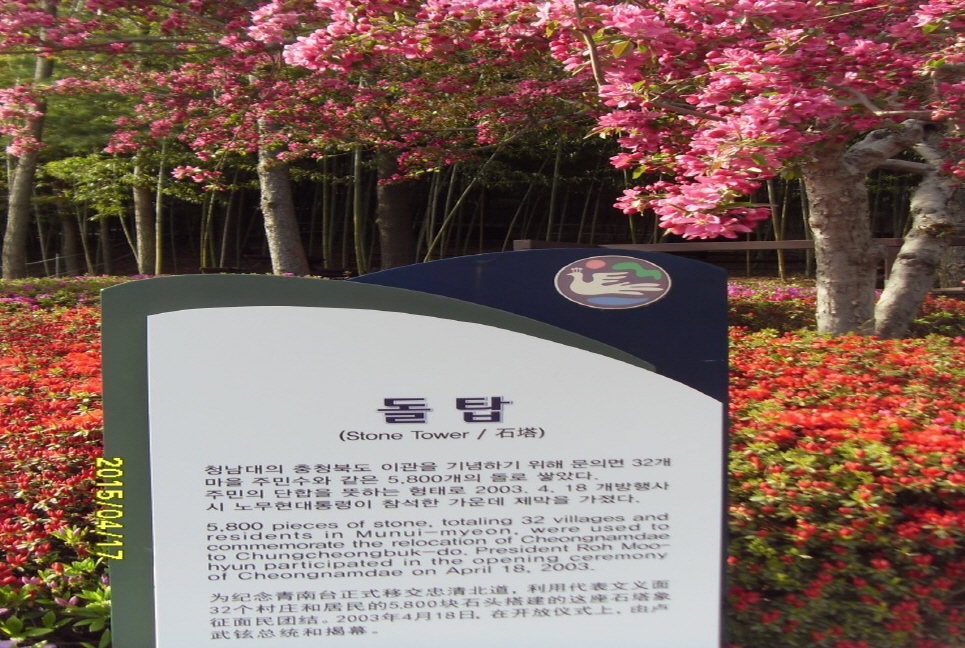 돌 탑
(Stone Tower / 石塔)
청남대의 충청북도 이관을 기념하기 위해 문의면 32개
마을 주민수와 같은 5,800개의 돌로 쌓았다.
주민의 단합을 뜻하는 형태로 2003. 4. 18 개방행사
시 노무현대통령이 참석한 가운데 제막을 가졌다.
5,800 pieces of stone, totaling 32 villages and
residents in Munui-myeon, were used to
commemorate the relocation of Cheongnamdae
to Chungcheongbuk-do. President Roh Moo-
hyun participated in the opening ceremony
of Cheongnamdae on April 18, 2003.
为纪念青南台正式移交忠清北道, 利用代表文义面
32个村庄和居民的5,800块石头搭建的这座石塔象
征面民团结。2003年4月18日, 在开放仪式上, 由卢
武铉总统和揭幕。
2015/04/17